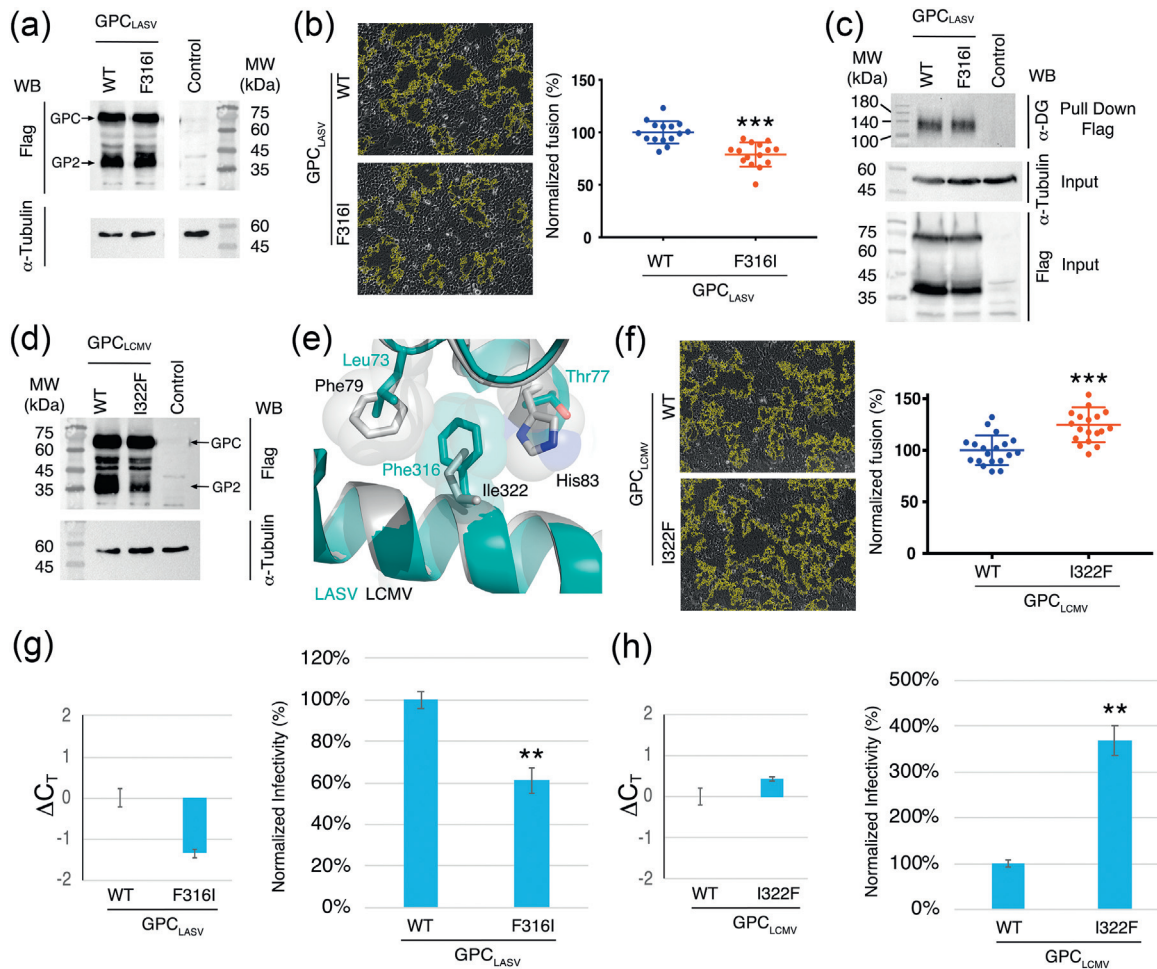 (a)
GPCLASV
WB
WT
F316I
Control
MW
(kDa)
Flag
GPC
GP2
75
60
45
35
α-Tubulin
60
45
(b)
GPCLASV
WT
F316I
Normalized fusion (%)
150
100
50
0
***
WT
F316I
GPCLASV
(c)
GPCLASV
MW
(kDa)
WT
F316I
Control
WB
180
140
100
α-DG
Pull Down
Flag
60
45
α-Tubulin
Input
75
60
45
35
Flag
Input
(d)
GPCLCMV
MW
(kDa)
WT
I322F
Control
WB
75
60
45
35
GPC
GP2
Flag
60
45
α-Tubulin
(e)
Leu73
Phe79
Thr77
Phe316
Ile322
His83
LASV LCMV
(f)
GPCLCMV
WT
I322F
Normalized fusion (%)
150
100
50
0
***
WT
I322F
GPCLCMV
(g)
ΔCT
2
1
0
-1
-2
WT
F316I
GPCLASV
Normalized Infectivity (%)
120%
100%
80%
60%
40%
20%
0%
**
WT
F316I
GPCLASV
(h)
ΔCT
2
1
0
-1
-2
WT
I322F
GPCLCMV
Normalized Infectivity (%)
500%
400%
300%
200%
100%
0%
**
WT
I322F
GPCLCMV